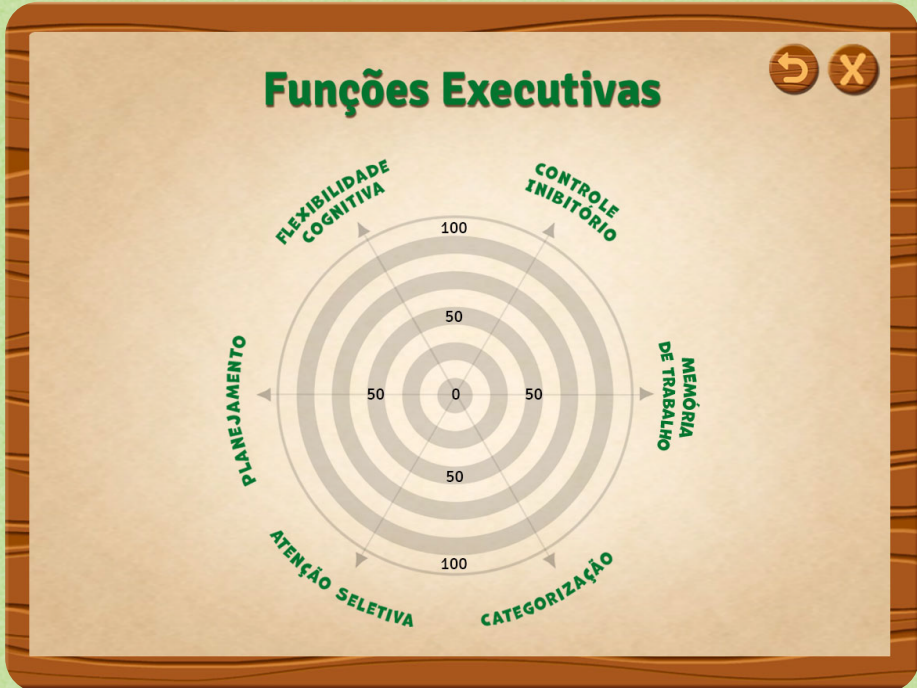 Funções Executivas
FLEXIBILIDADE
COGNITIVA
CONTROLE
INIBITÓRIO
100
50
PLANEJAMENTO
50
0
50
MEMÓRIA
DE TRABALHO
50
100
ATENÇÃO SELETIVA
CATEGORIZAÇÃO